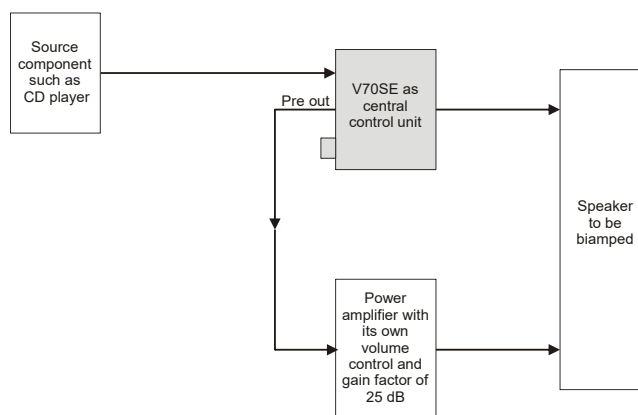 Source
component
such as
CD player
V70SE as
central
control unit
Pre out
Speaker
to be
biamped
Power
amplifier with
its own
volume
control and
gain factor of
25 dB